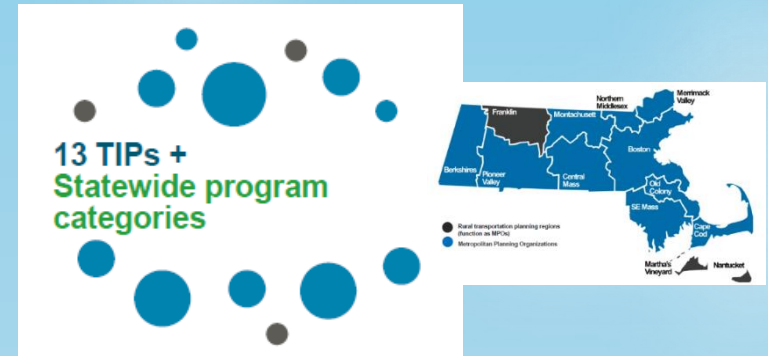 13 TIPs +
Statewide program
categories
Franklin
Montachusett
Northern
Middlesex
Merrimack
Valley
Berkshires
Pioneer
Valley
Central
Mass
Boston
Old
Colony
SE Mass
Cape
Cod
Martha's
Vineyard
Nantucket
Rural transportation planning regions
(function as MPOs)
Metropolitan Planning Organizations